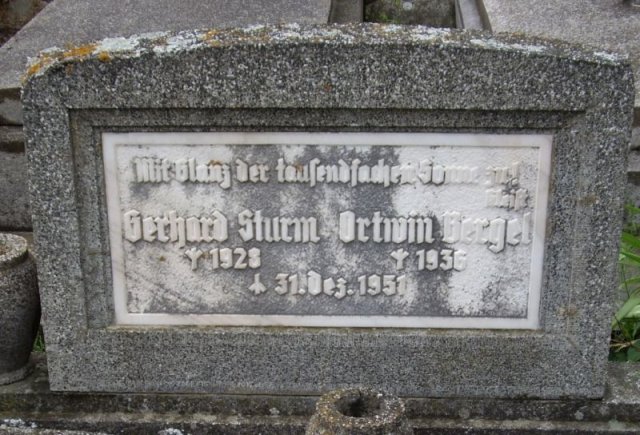 Mit Glanz der tausendfachen Sonne
Gerhard Sturm Ortwin Bergel
1928 1936
31. Dez. 1951